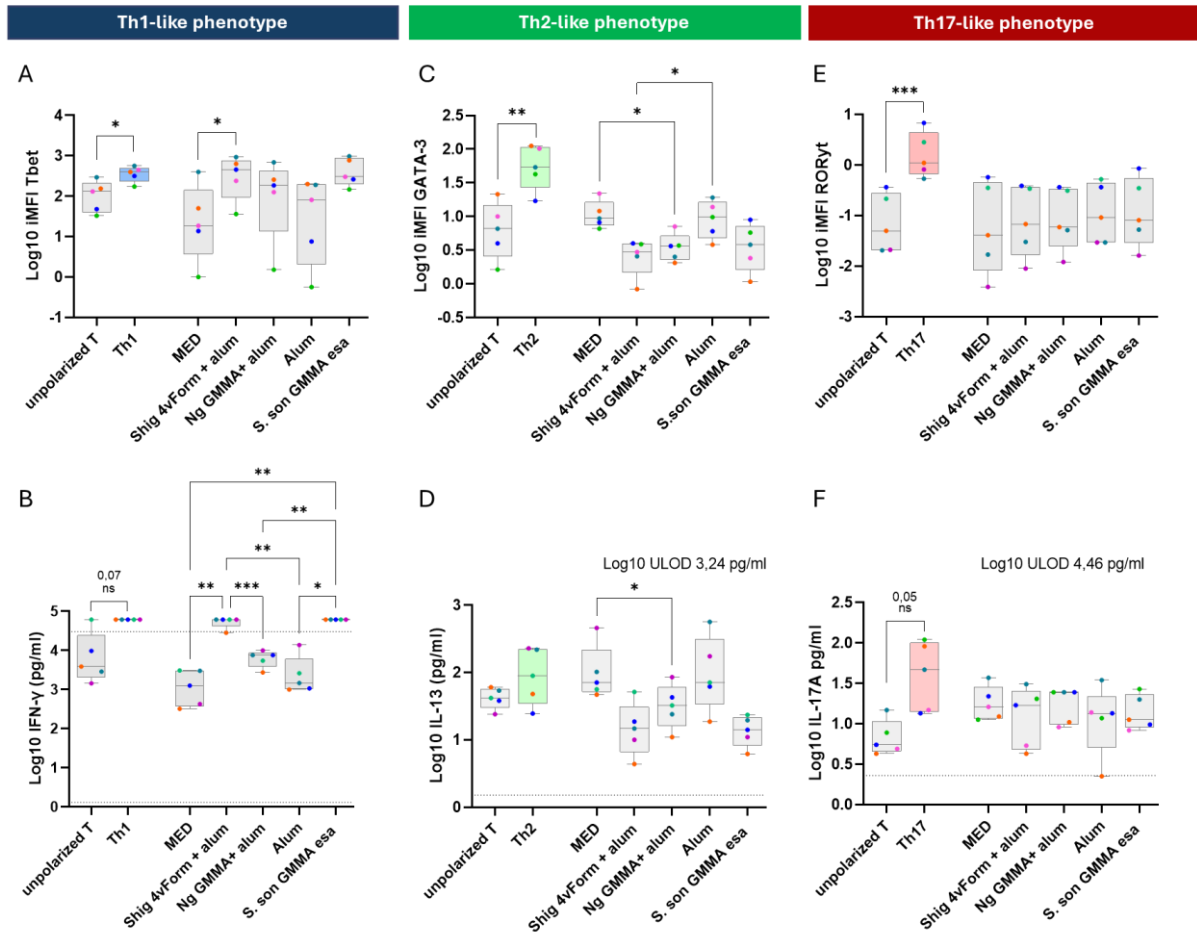 Th1-like phenotype
Th2-like phenotype
Th17-like phenotype
A
Log10 iMFI Tbet
4
3
2
1
0
-1
*
*
unpolarized T
Th1
MED
Shig 4vForm + alum
Ng GMMA+ alum
Alum
S. son GMMA esa
C
Log10 iMFI GATA-3
2.5
2.0
1.5
1.0
0.5
0.0
-0.5
**
*
*
unpolarized T
Th2
MED
Shig 4vForm + alum
Ng GMMA+ alum
Alum
S.son GMMA esa
E
Log10 iMFI RORyt
1
0
-1
-2
-3
***
unpolarized T
Th17
MED
Shig 4vForm + alum
Ng GMMA+ alum
Alum
S. son GMMA esa
B
Log10 IFN-γ (pg/ml)
5
4
3
2
1
0
0,07
ns
**
**
**
**
***
*
unpolarized T
Th1
MED
Shig 4vForm + alum
Ng GMMA+ alum
Alum
S. son GMMA esa
D
Log10 ULOD 3,24 pg/ml
Log10 IL-13 (pg/ml)
3
2
1
0
*
unpolarized T
Th2
MED
Shig 4vForm + alum
Ng GMMA+ alum
Alum
S. son GMMA esa
F
Log10 ULOD 4,46 pg/ml
Log10 IL-17A pg/ml
2.5
2.0
1.5
1.0
0.5
0.0
0,05
ns
unpolarized T
Th17
MED
Shig 4vForm + alum
Ng GMMA+ alum
Alum
S. son GMMA esa